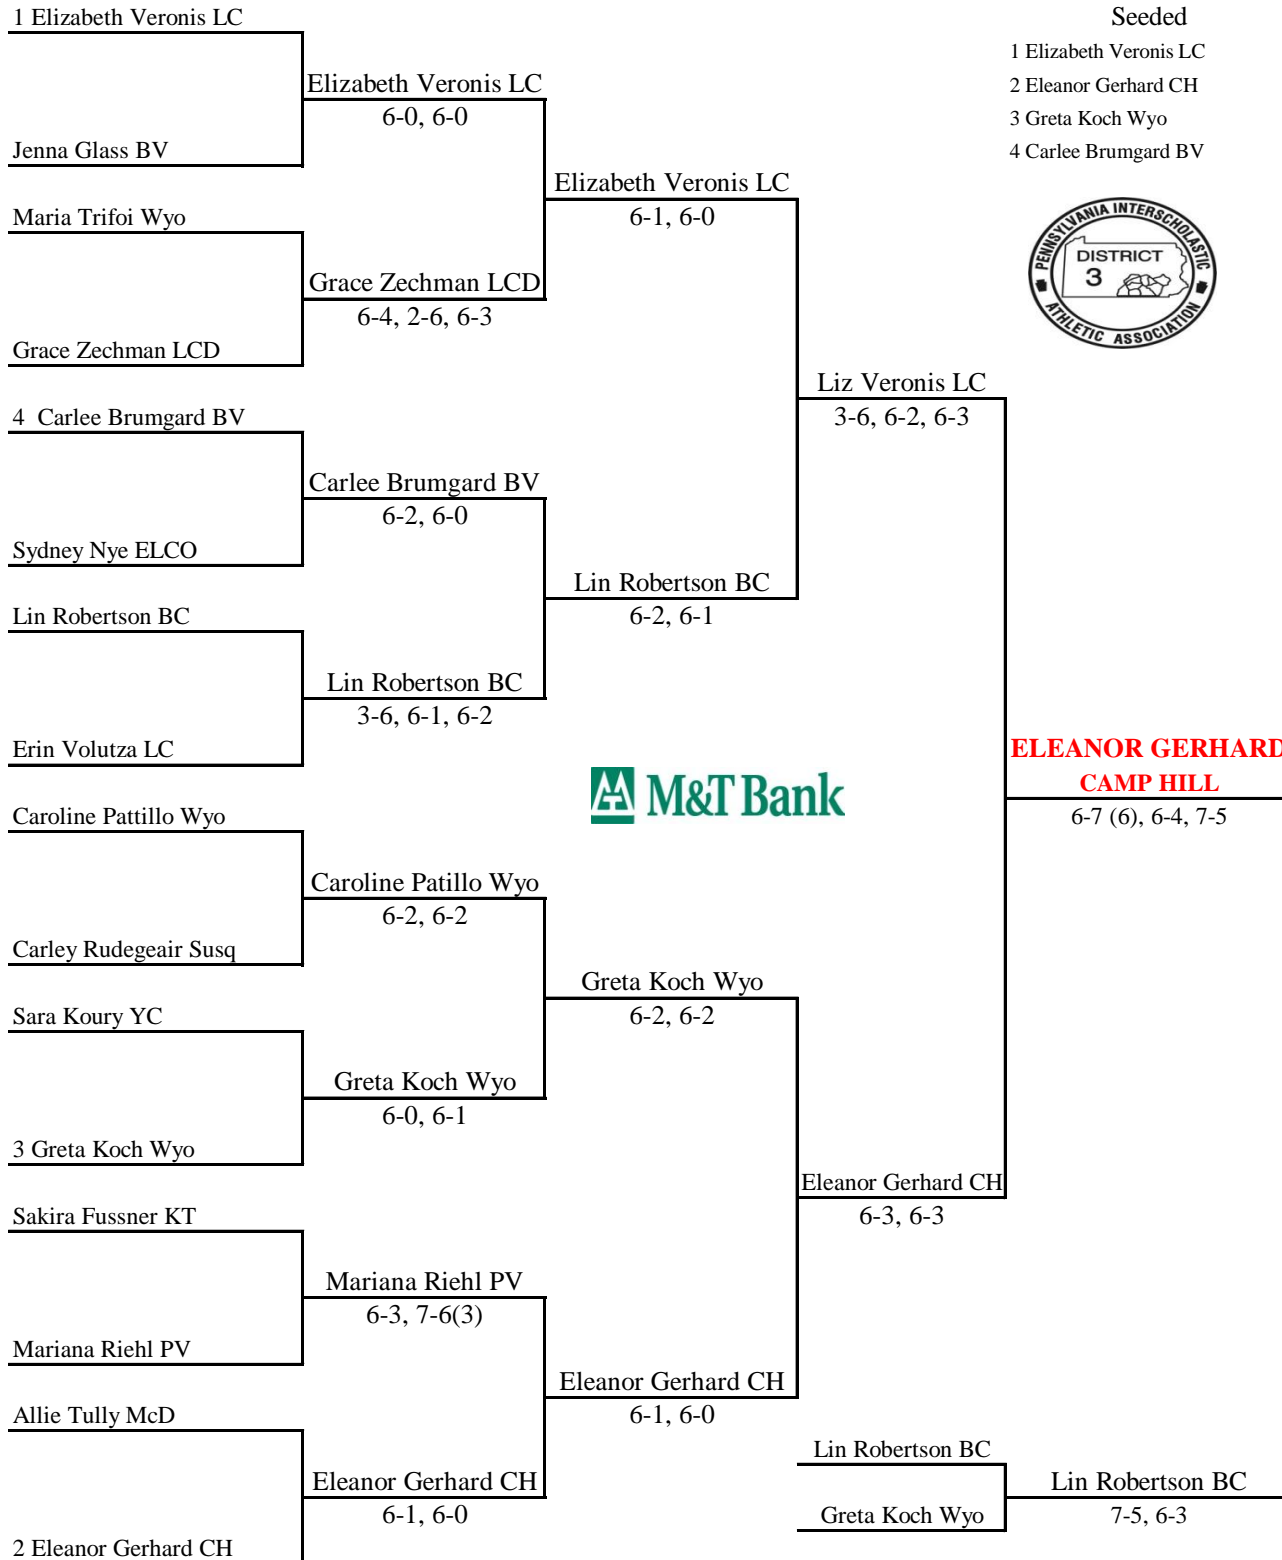 1 Elizabeth Veronis LC
Elizabeth Veronis LC
6-0, 6-0
Jenna Glass BV
Elizabeth Veronis LC
6-1, 6-0
Maria Trifoi Wyo
Grace Zechman LCD
6-4, 2-6, 6-3
Grace Zechman LCD
Liz Veronis LC
3-6, 6-2, 6-3
4  Carlee Brumgard BV
Carlee Brumgard BV
6-2, 6-0
Sydney Nye ELCO
Lin Robertson BC
6-2, 6-1
Lin Robertson BC
Lin Robertson BC
3-6, 6-1, 6-2
Erin Volutza LC
ELEANOR GERHARD
CAMP HILL
6-7 (6), 6-4, 7-5
Caroline Pattillo Wyo
Caroline Patillo Wyo
6-2, 6-2
Carley Rudegeair Susq
Greta Koch Wyo
6-2, 6-2
Sara Koury YC
Greta Koch Wyo
6-0, 6-1
3 Greta Koch Wyo
Eleanor Gerhard CH
6-3, 6-3
Sakira Fussner KT
Mariana Riehl PV
6-3, 7-6(3)
Mariana Riehl PV
Eleanor Gerhard CH
6-1, 6-0
Allie Tully McD
Eleanor Gerhard CH
6-1, 6-0
2 Eleanor Gerhard CH
Lin Robertson BC
Greta Koch Wyo
Lin Robertson BC
7-5, 6-3
Seeded
1 Elizabeth Veronis LC
2 Eleanor Gerhard CH
3 Greta Koch Wyo
4 Carlee Brumgard BV
PENNSYLVANIA INTERSCHOLASTIC
DISTRICT
3
ATHLETIC ASSOCIATION
M&T Bank